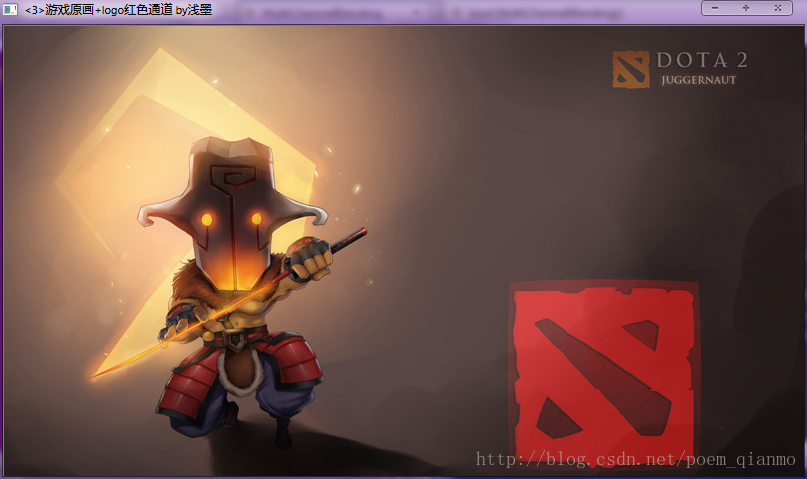 <3>游戏原画+logo红色通道 by浅墨
DOTA 2
JUGGERNAUT
http://blog.csdn.net/poem_qianmo